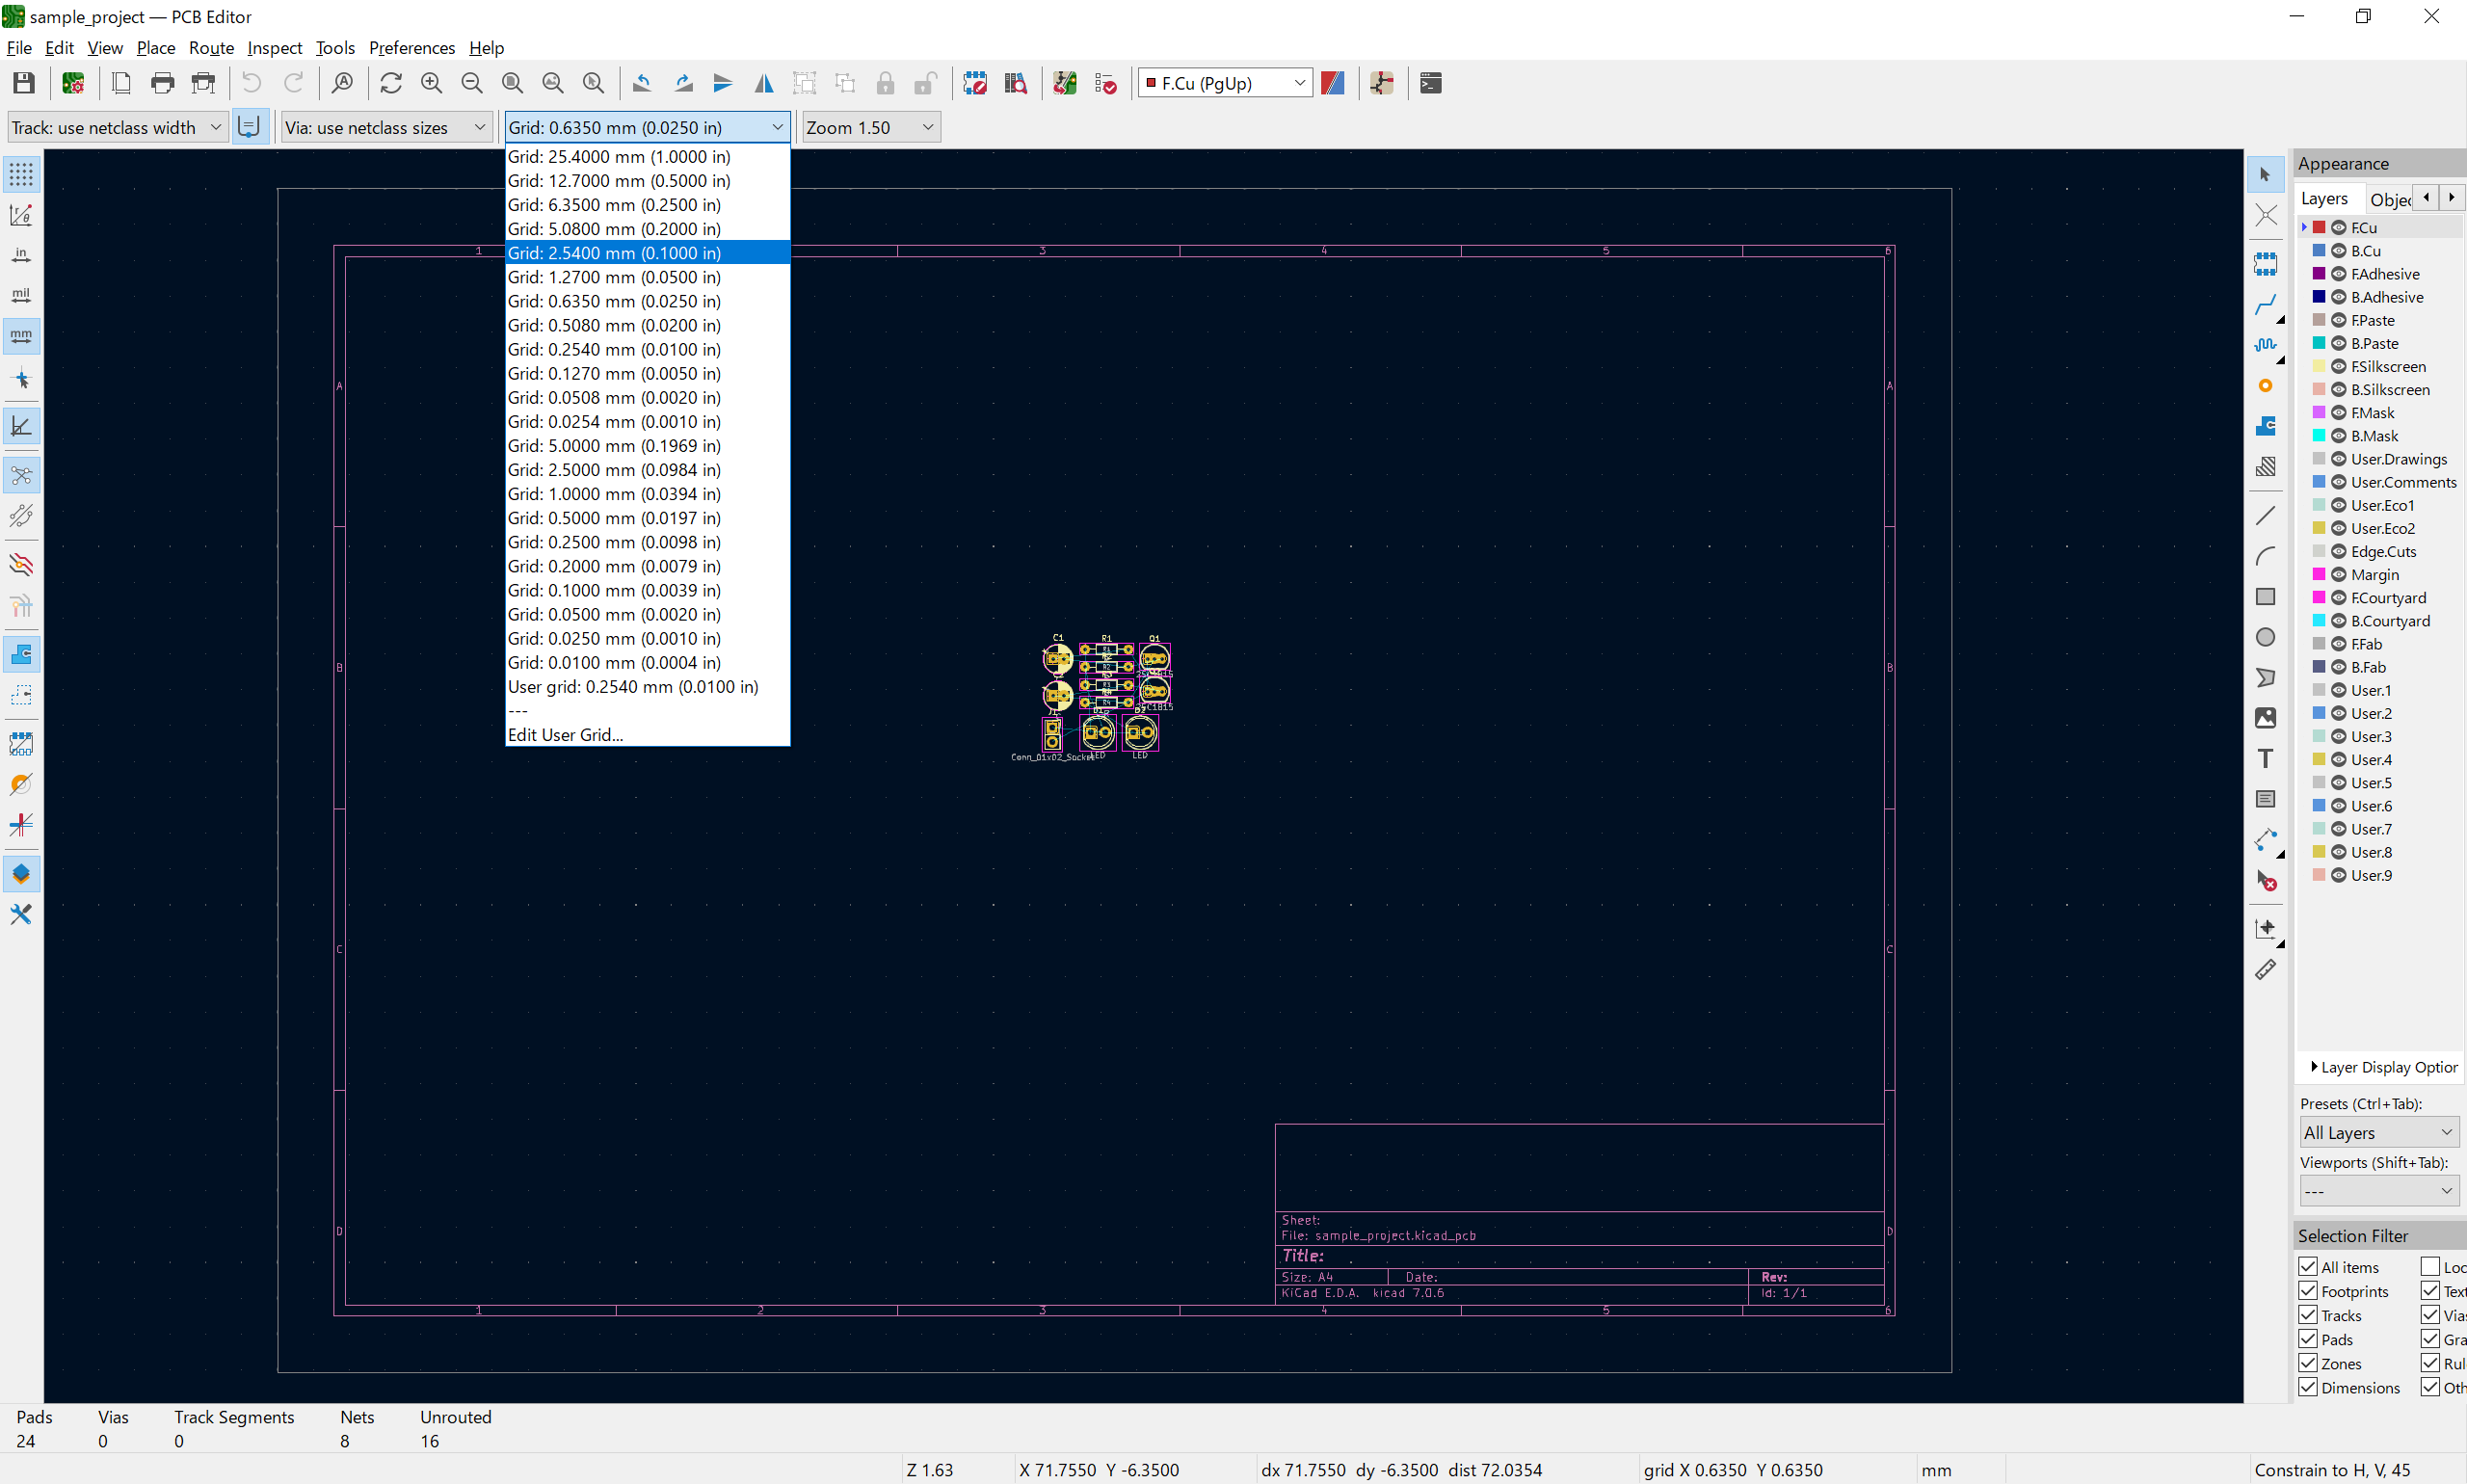 sample_project — PCB Editor
File Edit View Place Route Inspect Tools Preferences Help
F.Cu (PgUp)
Track: use netclass width
Via: use netclass sizes
Grid: 0.6350 mm (0.0250 in)
Zoom 1.50
Grid: 25.4000 mm (1.0000 in)
Grid: 12.7000 mm (0.5000 in)
Grid: 6.3500 mm (0.2500 in)
Grid: 5.0800 mm (0.2000 in)
Grid: 2.5400 mm (0.1000 in)
Grid: 1.2700 mm (0.0500 in)
Grid: 0.6350 mm (0.0250 in)
Grid: 0.5080 mm (0.0200 in)
Grid: 0.2540 mm (0.0100 in)
Grid: 0.1270 mm (0.0050 in)
Grid: 0.0508 mm (0.0020 in)
Grid: 0.0254 mm (0.0010 in)
Grid: 5.0000 mm (0.1969 in)
Grid: 2.5000 mm (0.0984 in)
Grid: 1.0000 mm (0.0394 in)
Grid: 0.5000 mm (0.0197 in)
Grid: 0.2500 mm (0.0098 in)
Grid: 0.2000 mm (0.0079 in)
Grid: 0.1000 mm (0.0039 in)
Grid: 0.0500 mm (0.0020 in)
Grid: 0.0250 mm (0.0010 in)
Grid: 0.0100 mm (0.0004 in)
User grid: 0.2540 mm (0.0100 in)
---
Edit User Grid...
in
mil
mm
1 3 4 5 6
A A
B B
C C
D D
1 2 3 4 5 6
C1 R1 Q1
R1
R2
R3
R4
D1 D2
Conn_01x02_Socket
LED LED
Sheet:
File: sample_project.kicad_pcb
Title:
Size: A4 Date: Rev:
KiCad E.D.A. kicad 7.0.6 Id: 1/1
Appearance
Layers Objec
F.Cu
B.Cu
F.Adhesive
B.Adhesive
F.Paste
B.Paste
F.Silkscreen
B.Silkscreen
F.Mask
B.Mask
User.Drawings
User.Comments
User.Eco1
User.Eco2
Edge.Cuts
Margin
F.Courtyard
B.Courtyard
F.Fab
B.Fab
User.1
User.2
User.3
User.4
User.5
User.6
User.7
User.8
User.9
Layer Display Option
Presets (Ctrl+Tab):
All Layers
Viewports (Shift+Tab):
---
Selection Filter
All items Loc
Footprints Text
Tracks Vias
Pads Gra
Zones Rul
Dimensions Oth
Pads Vias Track Segments Nets Unrouted
24 0 0 8 16
Z 1.63 X 71.7550 Y -6.3500 dx 71.7550 dy -6.3500 dist 72.0354 grid X 0.6350 Y 0.6350 mm Constrain to H, V, 45